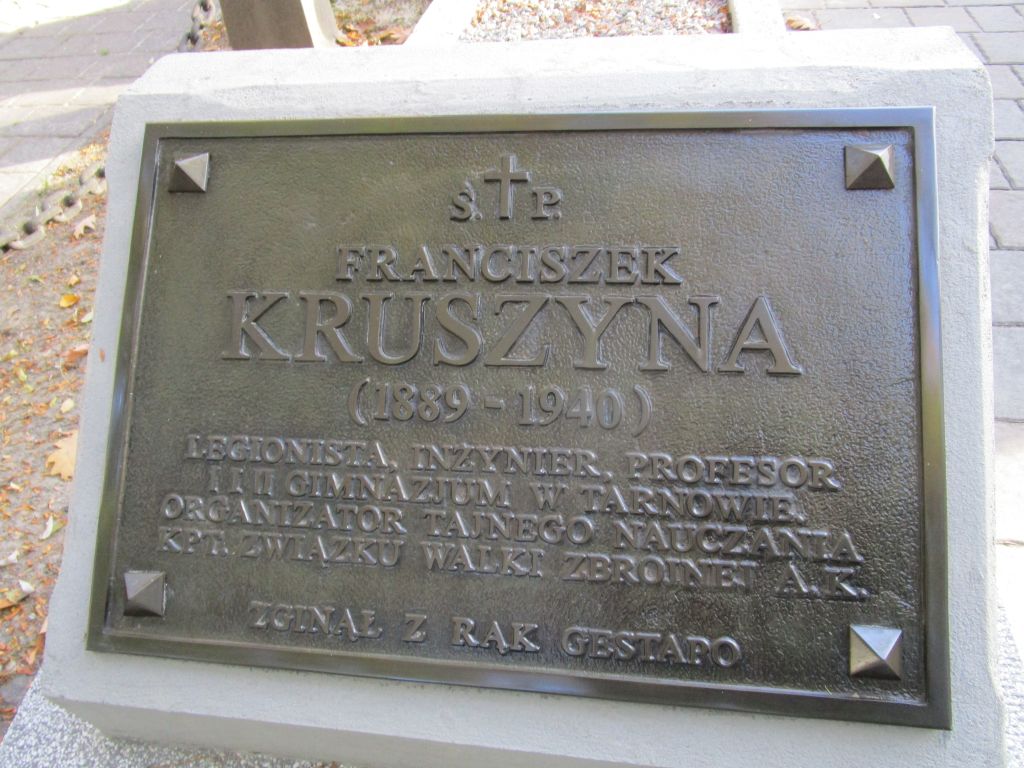 Ś. P.
FRANCISZEK
KRUSZYNA
(1889 - 1940)
LEGIONISTA, INŻYNIER, PROFESOR
I I II GIMNAZJUM W TARNOWIE,
ORGANIZATOR TAJNEGO NAUCZANIA
KPT. ZWIĄZKU WALKI ZBROJNEJ A.K.
ZGINĄŁ Z RĄK GESTAPO